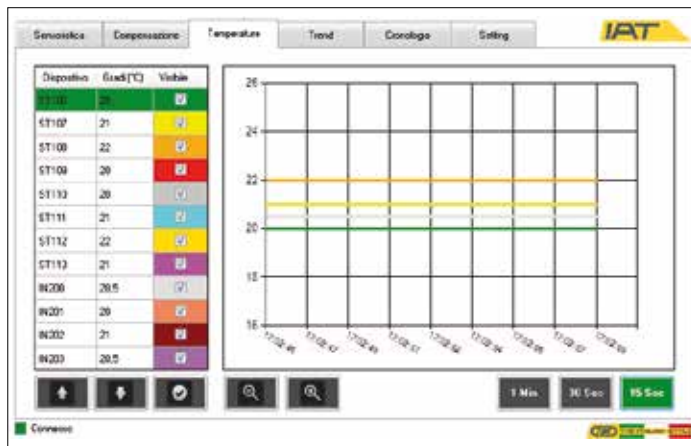 Sensoristica Compensazione Temperature Trend Cronologia Setting IAT
Dispositivo Gradi(°C) Visibile
ST106 20
ST107 21
ST108 22
ST109 20
ST110 20
ST111 21
ST112 22
ST113 21
IN200 20,5
IN201 20
IN202 21
IN203 20,5
26
24
22
20
18
16
1 Min 30 Sec 15 Sec
Connesso